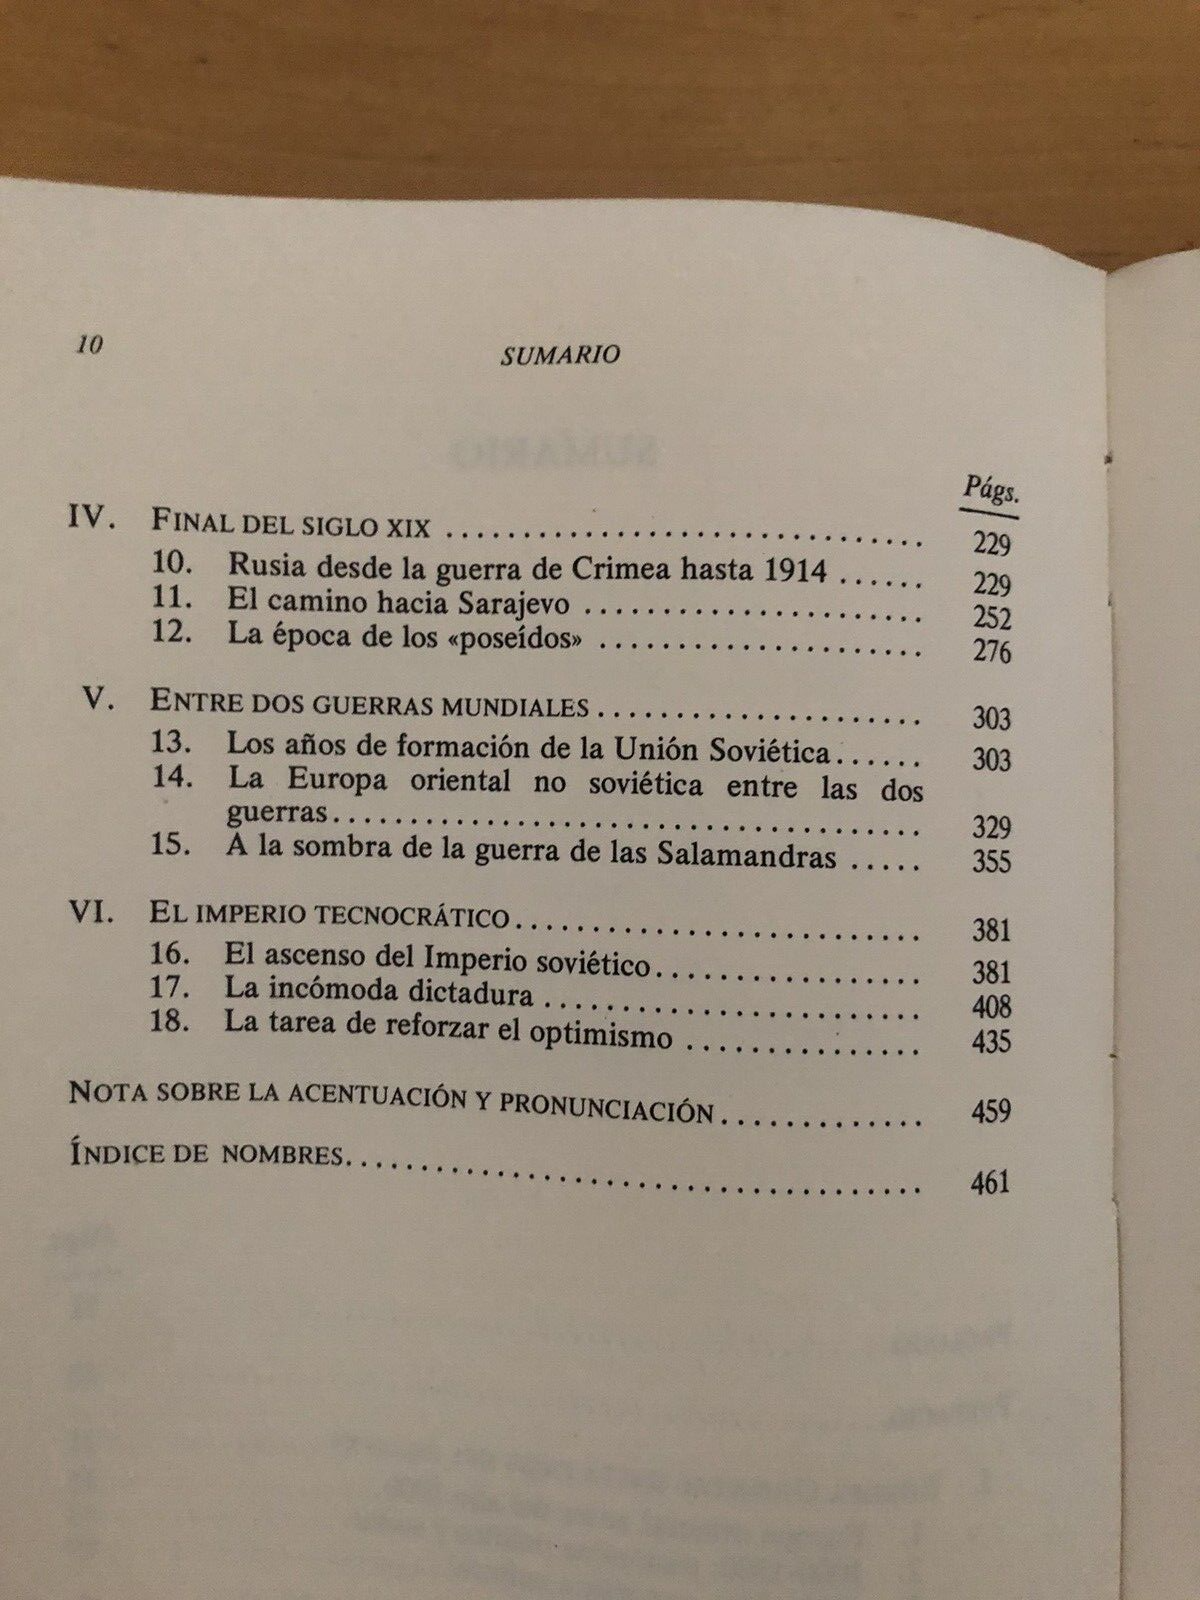 10
SUMARIO
Págs.
IV. FINAL DEL SIGLO XIX ................................ 229
10. Rusia desde la guerra de Crimea hasta 1914 ...... 229
11. El camino hacia Sarajevo ...................... 252
12. La época de los «poseídos» ..................... 276
V. ENTRE DOS GUERRAS MUNDIALES ...................... 303
13. Los años de formación de la Unión Soviética ...... 303
14. La Europa oriental no soviética entre las dos
guerras ....................................... 329
15. A la sombra de la guerra de las Salamandras ..... 355
VI. EL IMPERIO TECNOCRÁTICO ........................... 381
16. El ascenso del Imperio soviético .................. 381
17. La incómoda dictadura ......................... 408
18. La tarea de reforzar el optimismo ................ 435
NOTA SOBRE LA ACENTUACIÓN Y PRONUNCIACIÓN .............. 459
ÍNDICE DE NOMBRES ...................................... 461